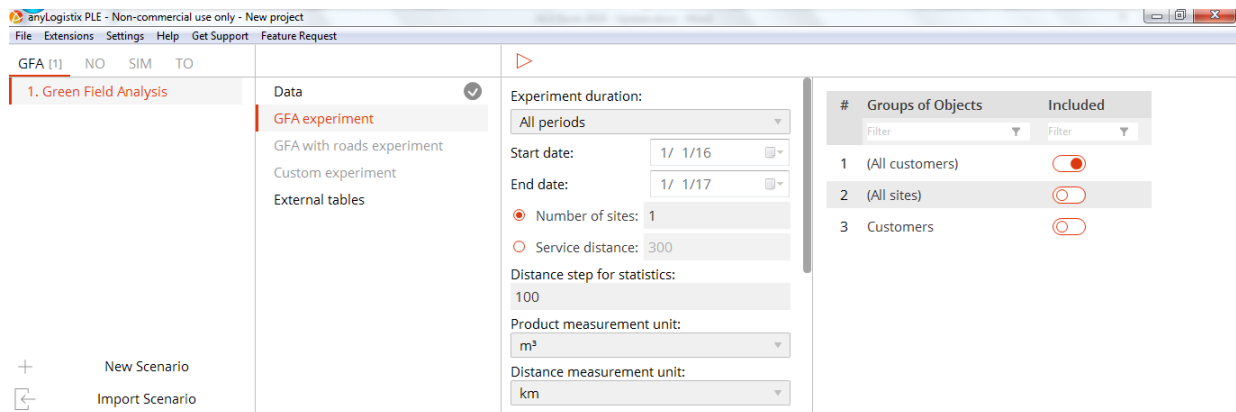 anyLogistix PLE - Non-commercial use only - New project
File Extensions Settings Help Get Support Feature Request
GFA [1] NO SIM TO
1. Green Field Analysis
New Scenario
Import Scenario
Data
GFA experiment
GFA with roads experiment
Custom experiment
External tables
Experiment duration:
All periods
Start date: 1/ 1/16
End date: 1/ 1/17
Number of sites: 1
Service distance: 300
Distance step for statistics:
100
Product measurement unit:
m³
Distance measurement unit:
km
# Groups of Objects Included
Filter Filter
1 (All customers)
2 (All sites)
3 Customers